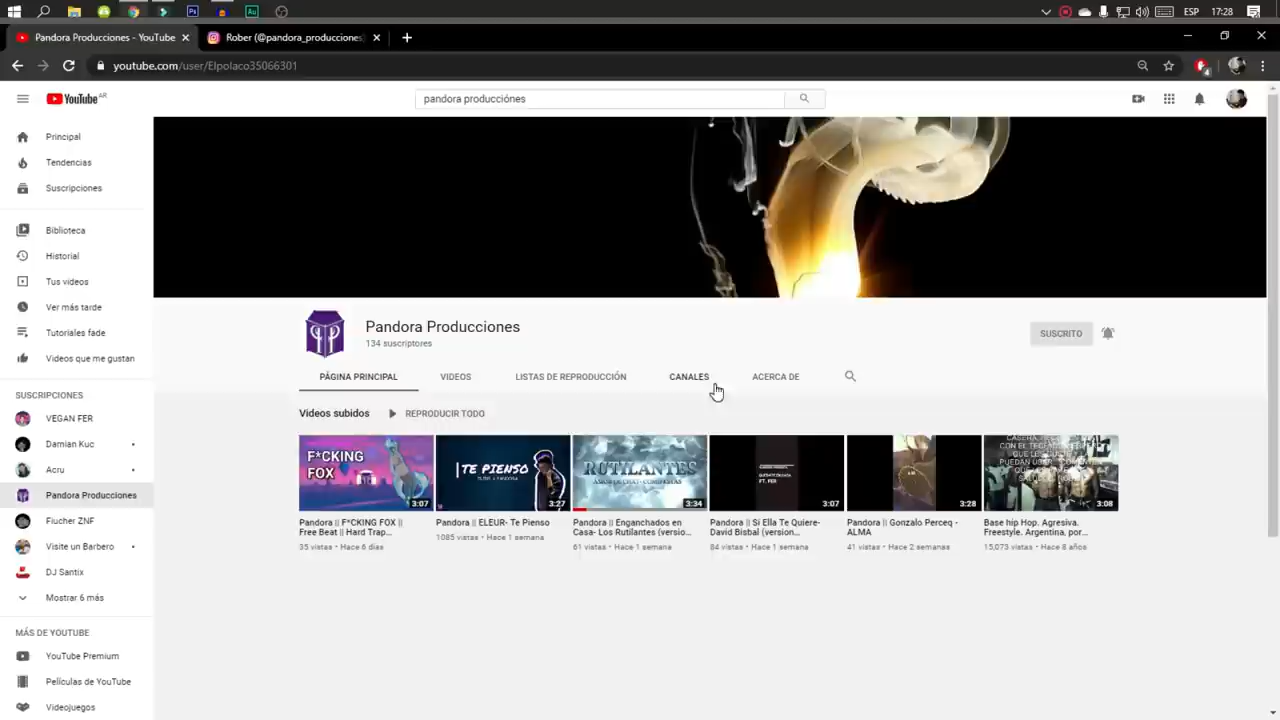 ESP 17:28
Pandora Producciones - YouTube
Rober (@pandora_producciones)
youtube.com/user/Elpolaco35066301
YouTube AR
pandora producciónes
Principal
Tendencias
Suscripciones
Biblioteca
Historial
Tus videos
Ver más tarde
Tutoriales fade.
Videos que me gustan
SUSCRIPCIONES
VEGAN FER
Damian Kuc
Acru
Pandora Producciones
Fiucher ZNF
Visite un Barbero
DJ Santix
Mostrar 6 más
MÁS DE YOUTUBE
YouTube Premium
Películas de YouTube
Videojuegos
Pandora Producciones
134 suscriptores
SUSCRITO
PÁGINA PRINCIPAL
VIDEOS
LISTAS DE REPRODUCCIÓN
CANALES
ACERCA DE
Videos subidos
REPRODUCIR TODO
F*CKING
FOX
3:07
Pandora || F*CKING FOX ||
Free Beat || Hard Trap...
35 vistas • Hace 6 días
TE PIENSO
3:27
Pandora || ELEUR- Te Pienso
1085 vistas • Hace 1 semana
RUTILANTES
3:34
Pandora || Enganchados en
Casa- Los Rutilantes (versio...
61 vistas • Hace 1 semana
3:07
Pandora || Si Ella Te Quiere-
David Bisbal (version...
84 vistas • Hace 1 semana
3:28
Pandora || Gonzalo Perceq -
ALMA
41 vistas • Hace 2 semanas
3:08
Base hip Hop. Agresiva.
Freestyle. Argentina, por...
15,073 vistas • Hace 8 años